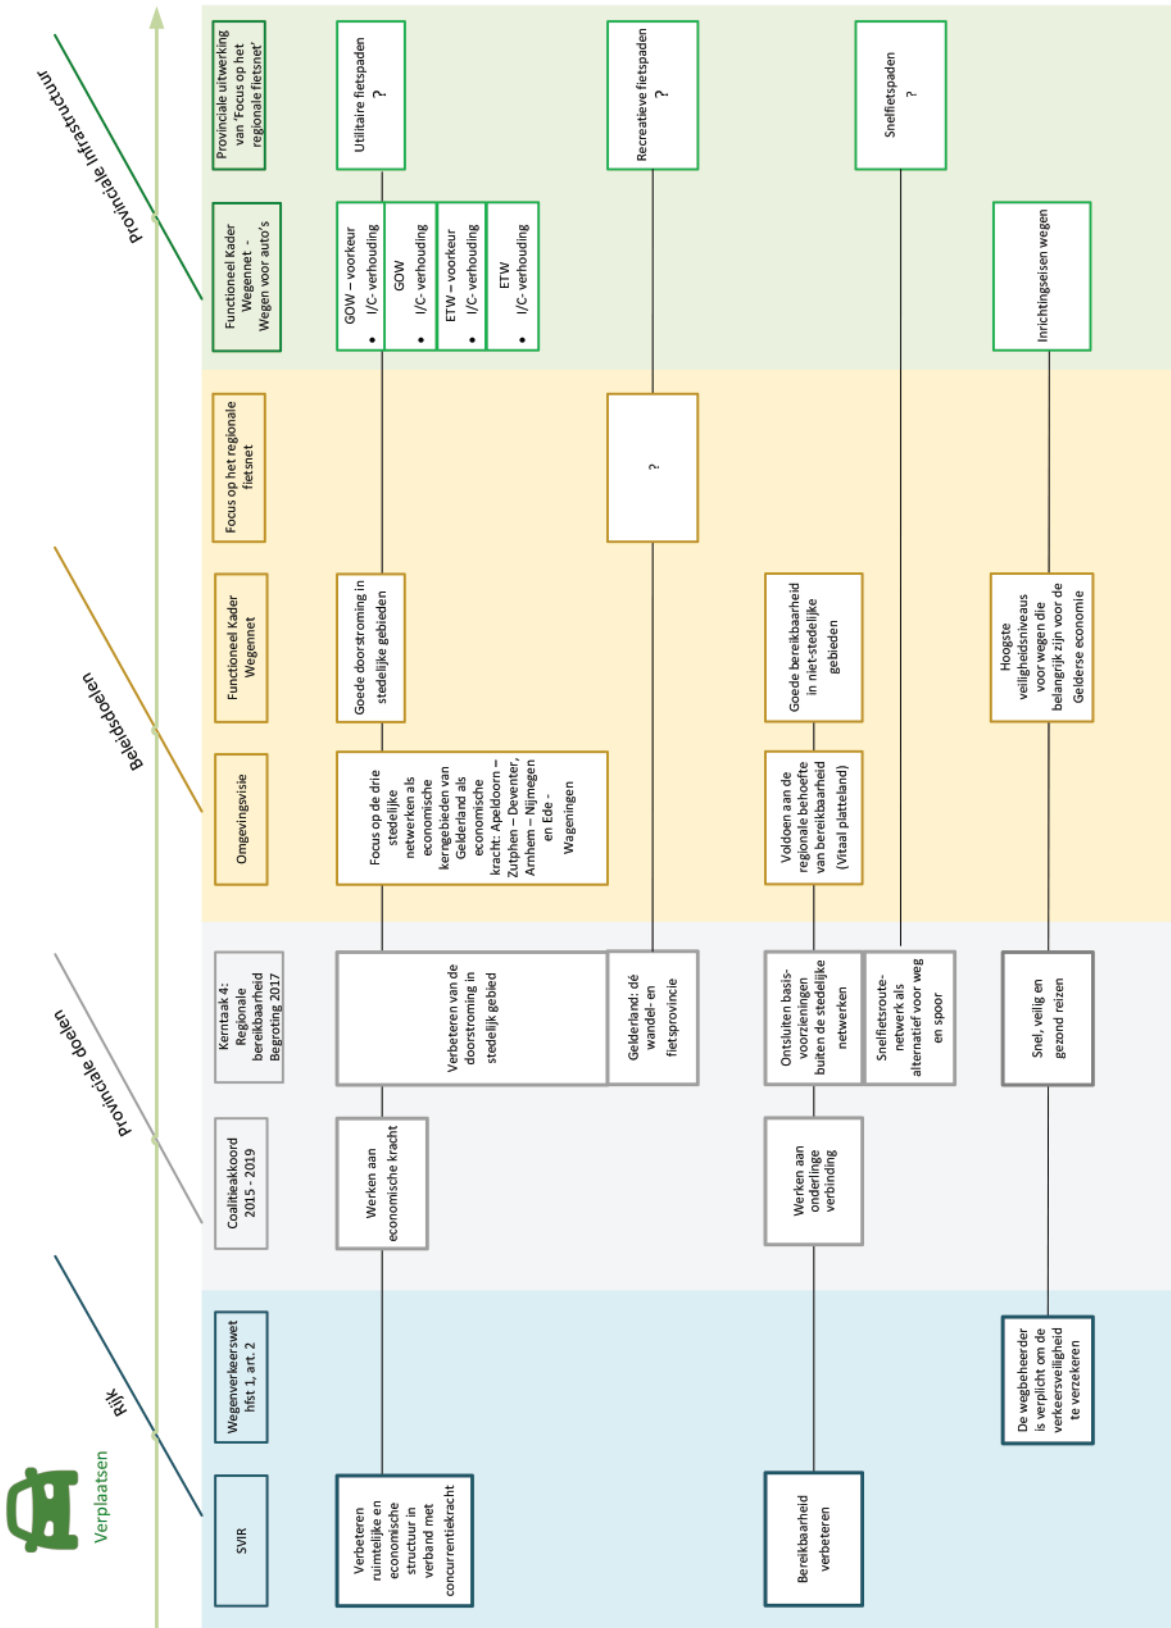 Verplaatsen
Rijk
Provinciale doelen
Beleidsdoelen
Provinciale Infrastructuur
SVIR
Wegenverkeerswet
hfst 1, art. 2
Coalitieakkoord
2015 - 2019
Kerntaak 4:
Regionale
bereikbaarheid
Begroting 2017
Omgevingsvisie
Functioneel Kader
Wegennet
Focus op het regionale
fietsnet
Functioneel Kader
Wegennet -
Wegen voor auto's
Provinciale uitwerking
van 'Focus op het
regionale fietsnet'
Verbeteren
ruimtelijke en
economische
structuur in
verband met
concurrentiekracht
Werken aan
economische kracht
Verbeteren van de
doorstroming in
stedelijk gebied
Focus op de drie
stedelijke
netwerken als
economische
kerngebieden van
Gelderland als
economische
kracht: Apeldoorn –
Zutphen – Deventer,
Arnhem – Nijmegen
en Ede -
Wageningen
Goede doorstroming in
stedelijke gebieden
GOW – voorkeur
• I/C- verhouding
GOW
• I/C- verhouding
ETW – voorkeur
• I/C- verhouding
ETW
• I/C- verhouding
Utilitaire fietspaden
?
Gelderland: dé
wandel- en
fietsprovincie
?
Recreatieve fietspaden
?
Bereikbaarheid
verbeteren
Werken aan
onderlinge
verbinding
Ontsluiten basis-
voorzieningen
buiten de stedelijke
netwerken
Voldoen aan de
regionale behoefte
van bereikbaarheid
(Vitaal platteland)
Goede bereikbaarheid
in niet-stedelijke
gebieden
Snelfietsroute-
netwerk als
alternatief voor weg
en spoor
Snelfietspaden
?
De wegbeheerder
is verplicht om de
verkeersveiligheid
te verzekeren
Snel, veilig en
gezond reizen
Hoogste
veiligheidsniveaus
voor wegen die
belangrijk zijn voor de
Gelderse economie
Inrichtingseisen wegen